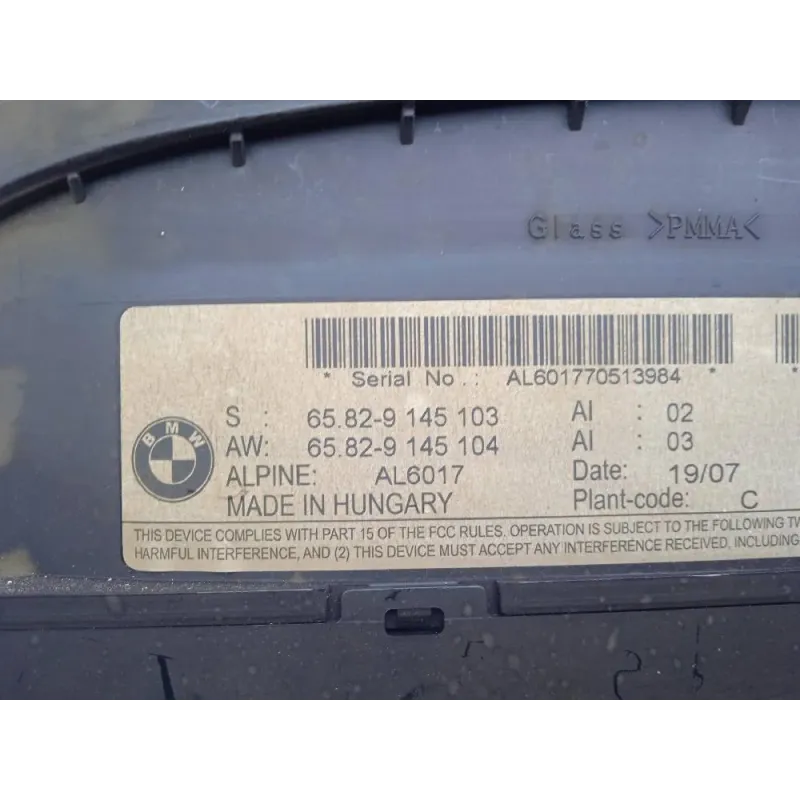 Glass >PMMA<
* Serial No.: AL601770513984 *
BMW
S : 65.82-9 145 103 AI : 02
AW: 65.82-9 145 104 AI : 03
ALPINE: AL6017 Date: 19/07
MADE IN HUNGARY Plant-code: C
THIS DEVICE COMPLIES WITH PART 15 OF THE FCC RULES. OPERATION IS SUBJECT TO THE FOLLOWING TW
HARMFUL INTERFERENCE, AND (2) THIS DEVICE MUST ACCEPT ANY INTERFERENCE RECEIVED, INCLUDING